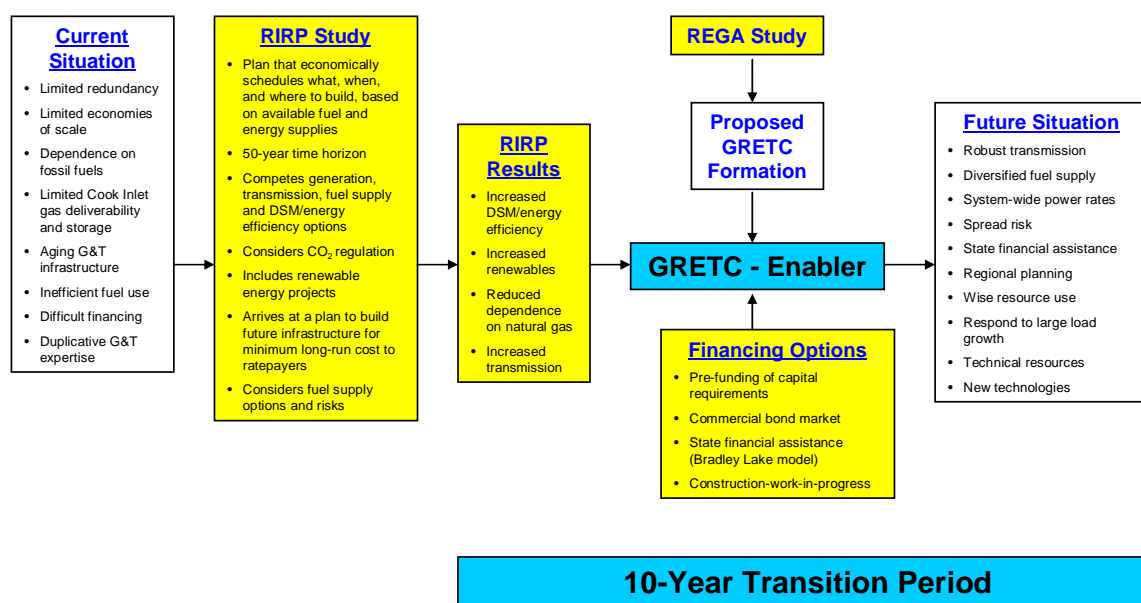 Current
Situation
• Limited redundancy
• Limited economies
of scale
• Dependence on
fossil fuels
• Limited Cook Inlet
gas deliverability
and storage
• Aging G&T
infrastructure
• Inefficient fuel use
• Difficult financing
• Duplicative G&T
expertise
RIRP Study
• Plan that economically
schedules what, when,
and where to build, based
on available fuel and
energy supplies
• 50-year time horizon
• Competes generation,
transmission, fuel supply
and DSM/energy
efficiency options
• Considers CO2 regulation
• Includes renewable
energy projects
• Arrives at a plan to build
future infrastructure for
minimum long-run cost to
ratepayers
• Considers fuel supply
options and risks
RIRP
Results
• Increased
DSM/energy
efficiency
• Increased
renewables
• Reduced
dependence
on natural gas
• Increased
transmission
REGA Study
Proposed
GRETC
Formation
GRETC - Enabler
Financing Options
• Pre-funding of capital
requirements
• Commercial bond market
• State financial assistance
(Bradley Lake model)
• Construction-work-in-progress
Future Situation
• Robust transmission
• Diversified fuel supply
• System-wide power rates
• Spread risk
• State financial assistance
• Regional planning
• Wise resource use
• Respond to large load
growth
• Technical resources
• New technologies
10-Year Transition Period